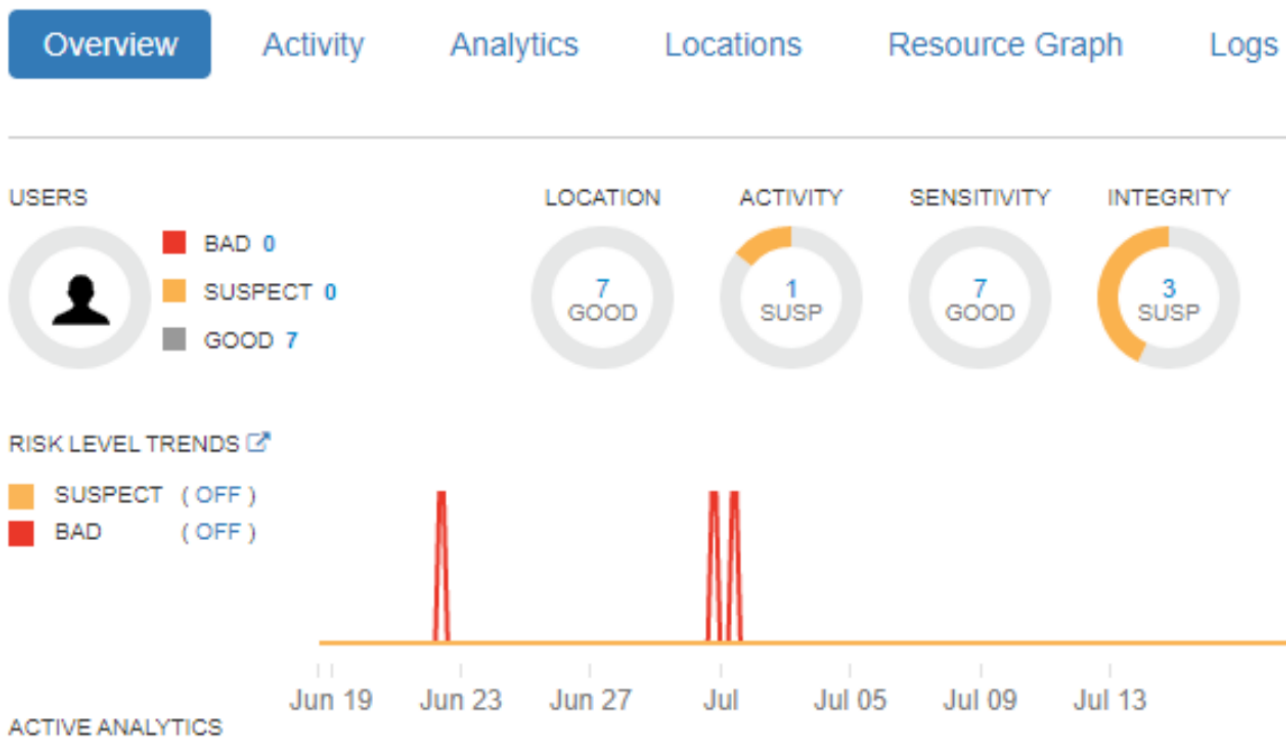 Overview Activity Analytics Locations Resource Graph Logs
USERS
BAD 0
SUSPECT 0
GOOD 7
LOCATION
7
GOOD
ACTIVITY
1
SUSP
SENSITIVITY
7
GOOD
INTEGRITY
3
SUSP
RISK LEVEL TRENDS
SUSPECT ( OFF )
BAD ( OFF )
Jun 19 Jun 23 Jun 27 Jul Jul 05 Jul 09 Jul 13
ACTIVE ANALYTICS